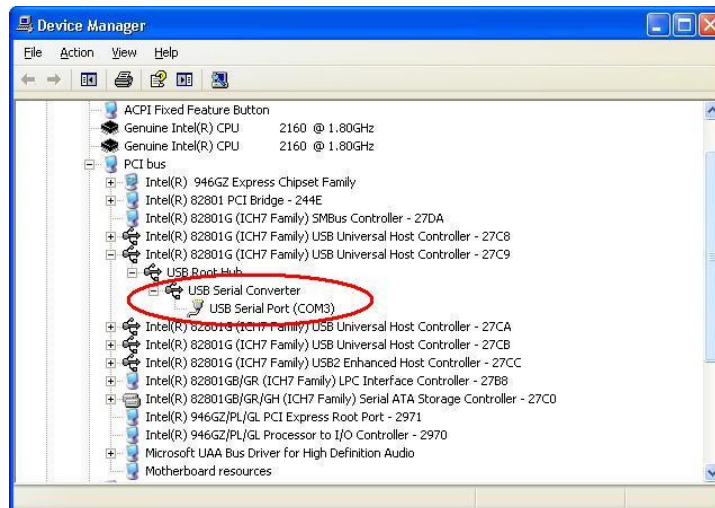 Device Manager
File Action View Help
ACPI Fixed Feature Button
Genuine Intel(R) CPU 2160 @ 1.80GHz
Genuine Intel(R) CPU 2160 @ 1.80GHz
PCI bus
Intel(R) 946GZ Express Chipset Family
Intel(R) 82801 PCI Bridge - 244E
Intel(R) 82801G (ICH7 Family) SMBus Controller - 27DA
Intel(R) 82801G (ICH7 Family) USB Universal Host Controller - 27C8
Intel(R) 82801G (ICH7 Family) USB Universal Host Controller - 27C9
USB Root Hub
USB Serial Converter
USB Serial Port (COM3)
Intel(R) 82801G (ICH7 Family) USB Universal Host Controller - 27CA
Intel(R) 82801G (ICH7 Family) USB Universal Host Controller - 27CB
Intel(R) 82801G (ICH7 Family) USB2 Enhanced Host Controller - 27CC
Intel(R) 82801GB/GR (ICH7 Family) LPC Interface Controller - 27B8
Intel(R) 82801GB/GR/GH (ICH7 Family) Serial ATA Storage Controller - 27C0
Intel(R) 946GZ/PL/GL PCI Express Root Port - 2971
Intel(R) 946GZ/PL/GL Processor to I/O Controller - 2970
Microsoft UAA Bus Driver for High Definition Audio
Motherboard resources